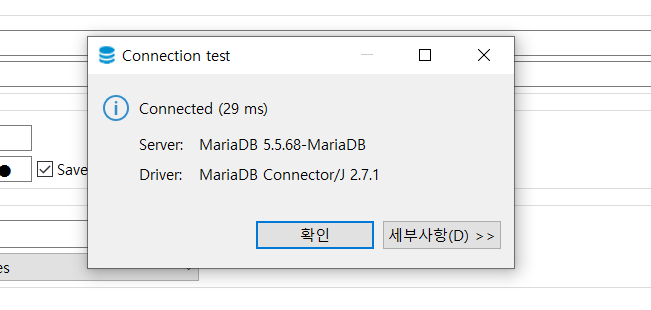 Connection test
Connected (29 ms)
Server: MariaDB 5.5.68-MariaDB
Driver: MariaDB Connector/J 2.7.1
Save
확인
세부사항(D) >>
es